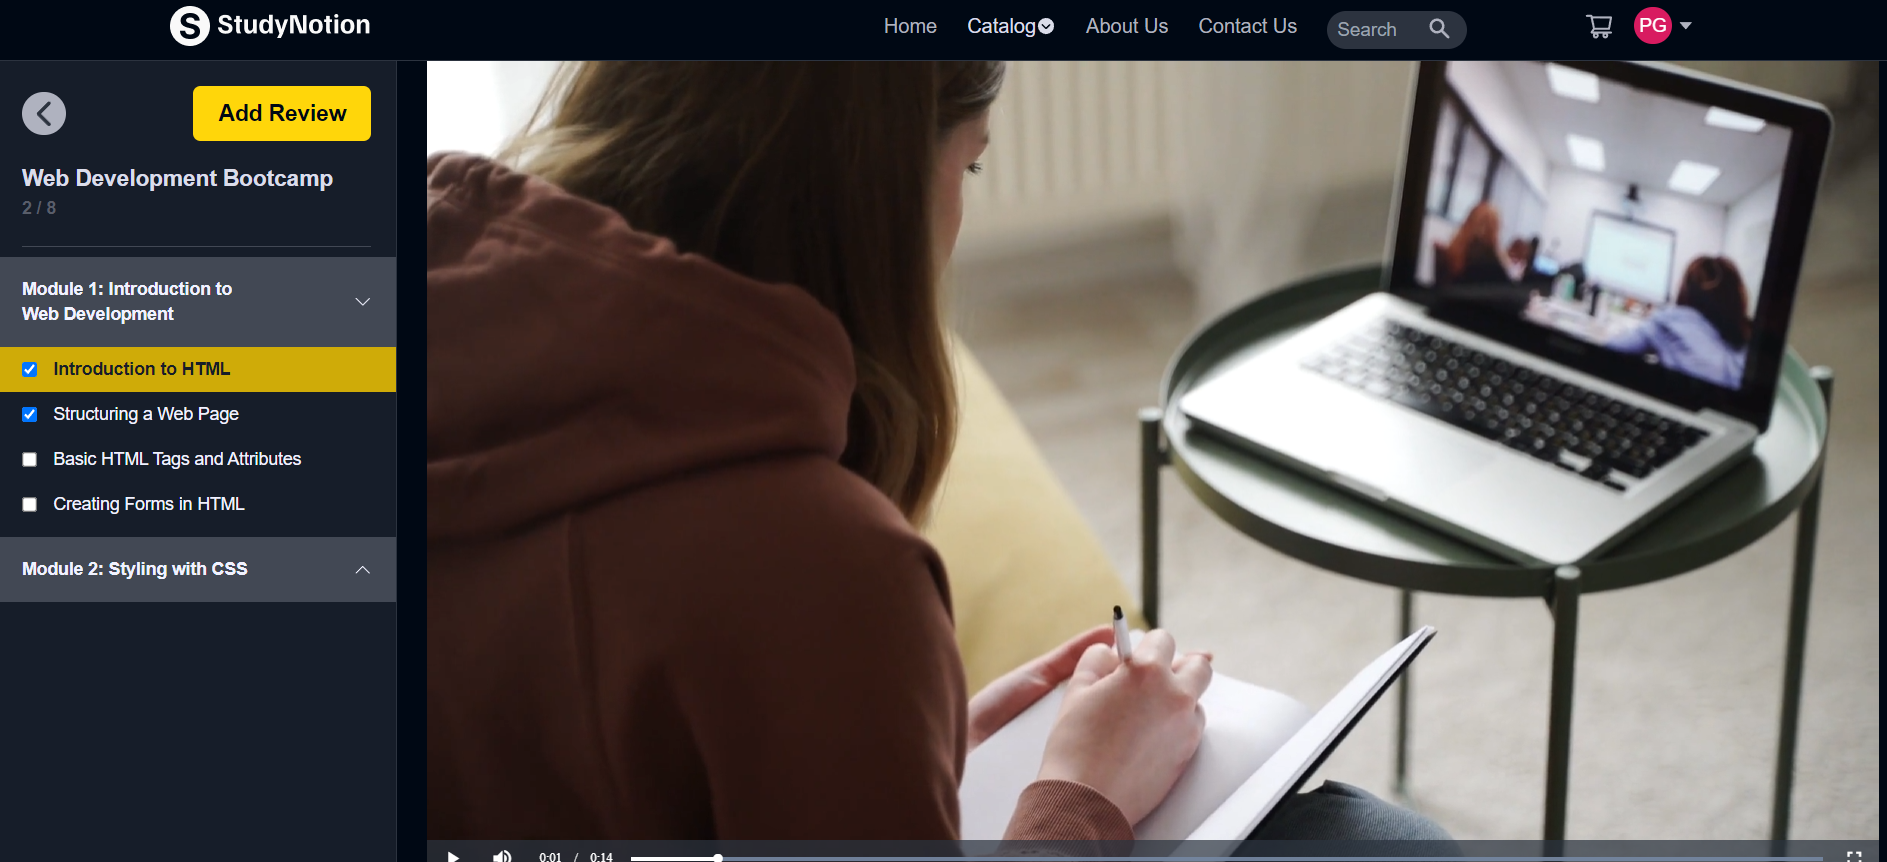 S StudyNotion
Home Catalog About Us Contact Us Search PG
Add Review
Web Development Bootcamp
2 / 8
Module 1: Introduction to
Web Development
Introduction to HTML
Structuring a Web Page
Basic HTML Tags and Attributes
Creating Forms in HTML
Module 2: Styling with CSS
0:01 / 0:14